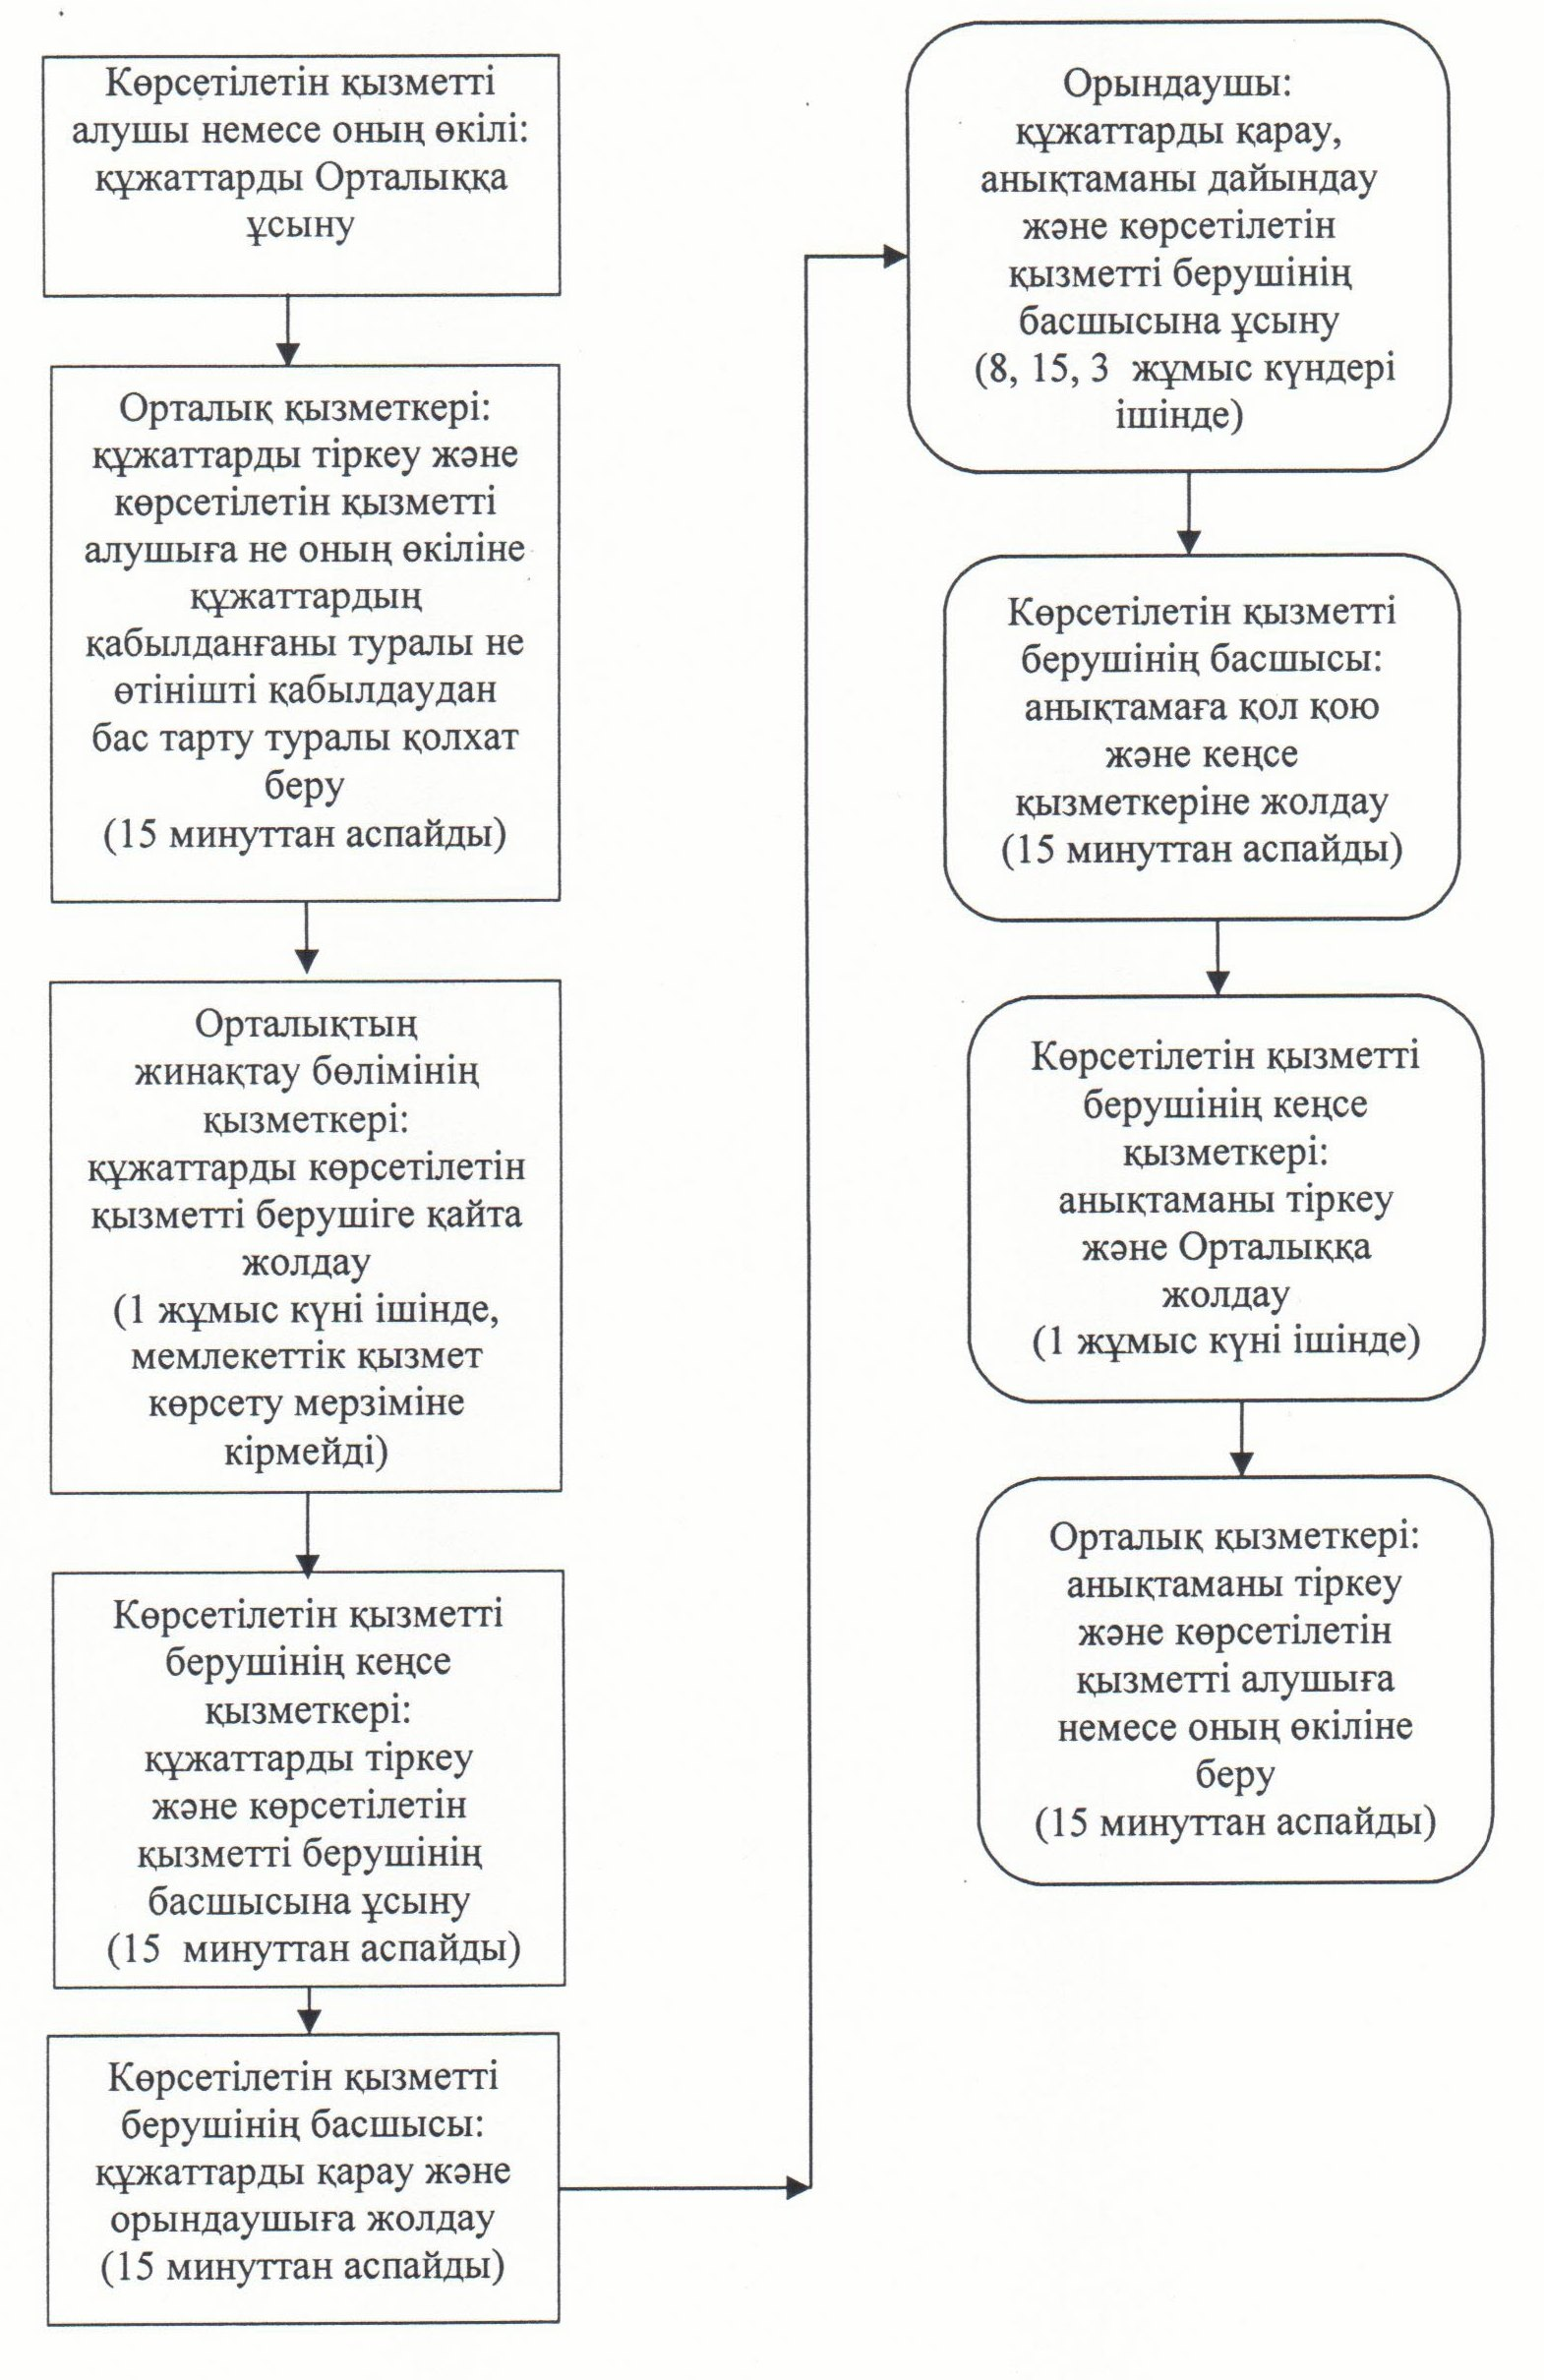 Көрсетілетін қызметті
алушы немесе оның өкілі:
құжаттарды Орталыққа
ұсыну
Орталық қызметкері:
құжаттарды тіркеу және
көрсетілетін қызметті
алушыға не оның өкіліне
құжаттардың
қабылданғаны туралы не
өтінішті қабылдаудан
бас тарту туралы қолхат
беру
(15 минуттан аспайды)
Орталықтың
жинақтау бөлімінің
қызметкері:
құжаттарды көрсетілетін
қызметті берушіге қайта
жолдау
(1 жұмыс күні ішінде,
мемлекеттік қызмет
көрсету мерзіміне
кірмейді)
Көрсетілетін қызметті
берушінің кеңсе
қызметкері:
құжаттарды тіркеу
және көрсетілетін
қызметті берушінің
басшысына ұсыну
(15 минуттан аспайды)
Көрсетілетін қызметті
берушінің басшысы:
құжаттарды қарау және
орындаушыға жолдау
(15 минуттан аспайды)
Орындаушы:
құжаттарды қарау,
анықтаманы дайындау
және көрсетілетін
қызметті берушінің
басшысына ұсыну
(8, 15, 3 жұмыс күндері
ішінде)
Көрсетілетін қызметті
берушінің басшысы:
анықтамаға қол қою
және кеңсе
қызметкеріне жолдау
(15 минуттан аспайды)
Көрсетілетін қызметті
берушінің кеңсе
қызметкері:
анықтаманы тіркеу
және Орталыққа
жолдау
(1 жұмыс күні ішінде)
Орталық қызметкері:
анықтаманы тіркеу
және көрсетілетін
қызметті алушыға
немесе оның өкіліне
беру
(15 минуттан аспайды)